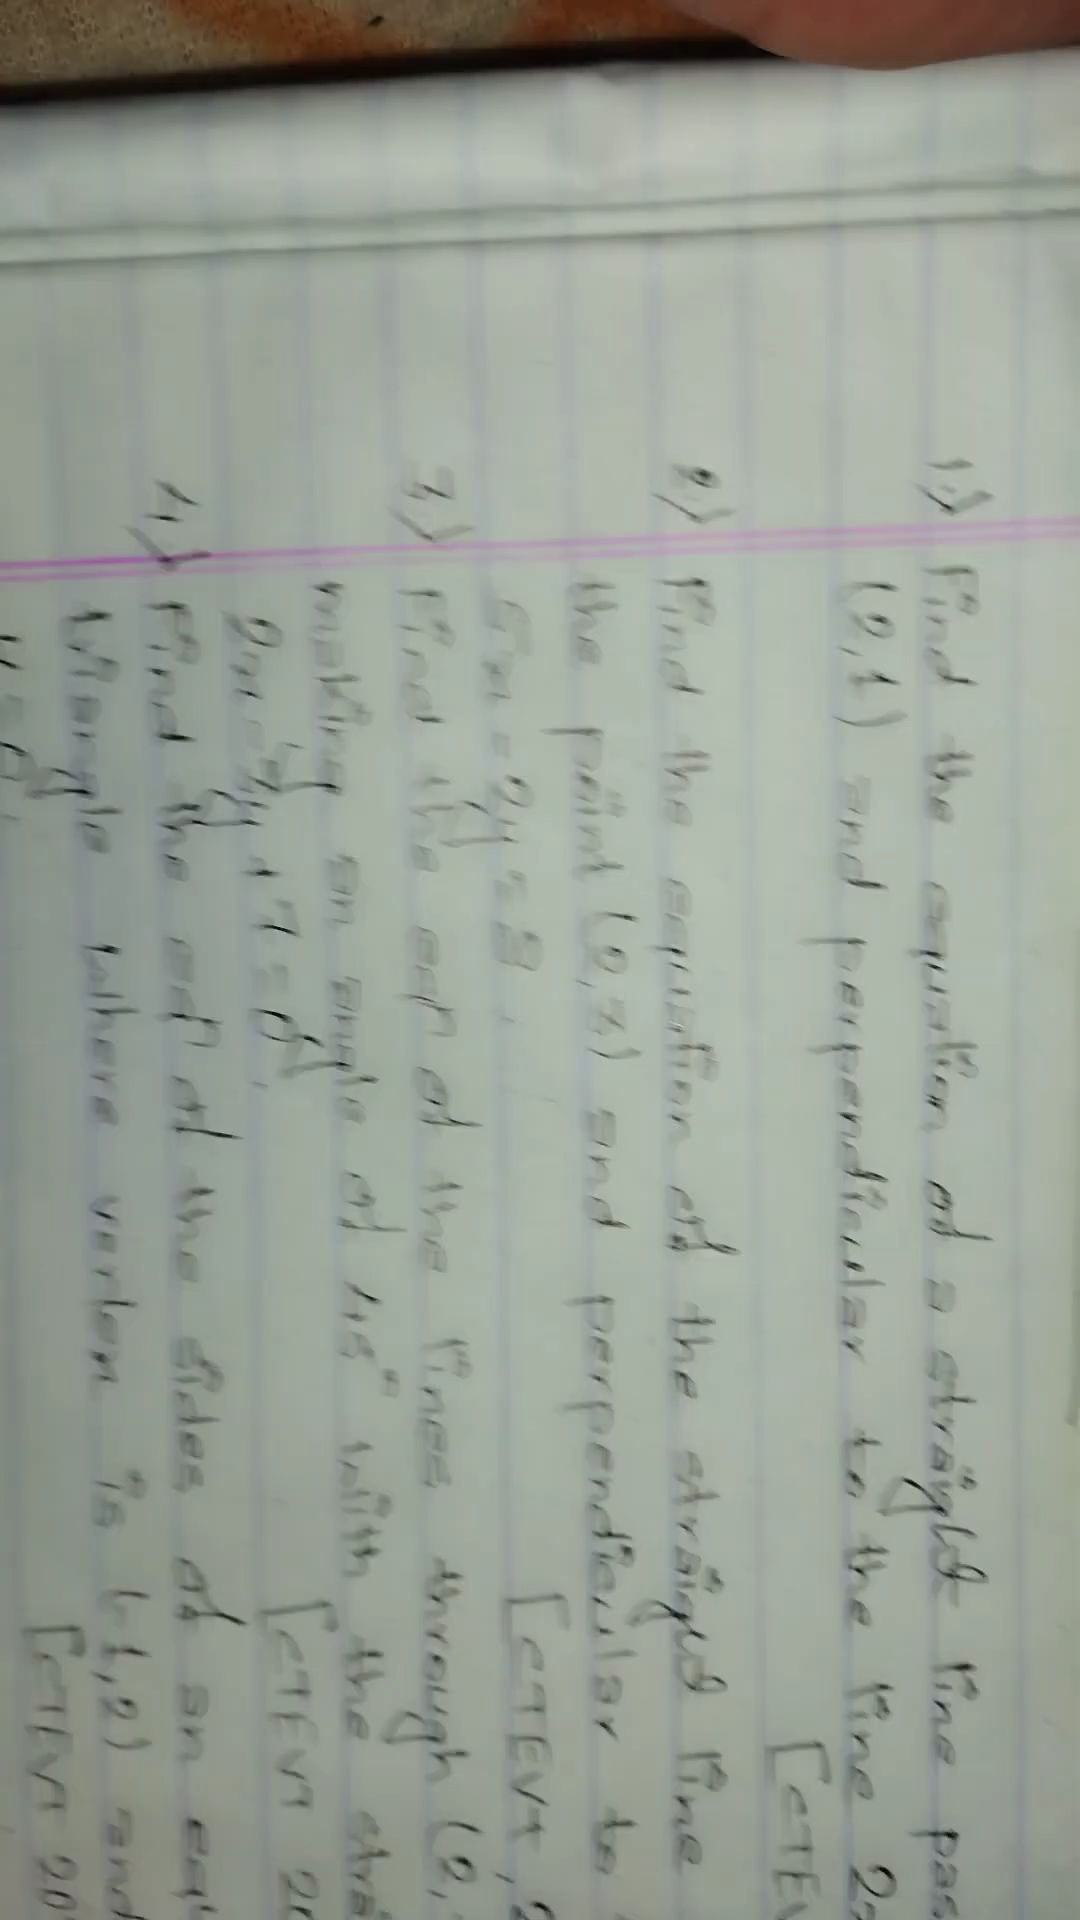 1.) Find the equation of a straight line pas
(2,1) and perpendicular to the line 2
[CTEV
2.) Find the equation of the straight line
the point (2,3) and perpendicular to
5x-2y=3.
[CTEVT, 2
3.) Find the eqn of the lines through (2,
making an angle of 45° with the stra
2x-3y+7=0,
[CTEVT 20
4.) Find the eqn of the sides of an eq
triangle where vertex is (-1,2) and
[CTEVT 20
y=0,